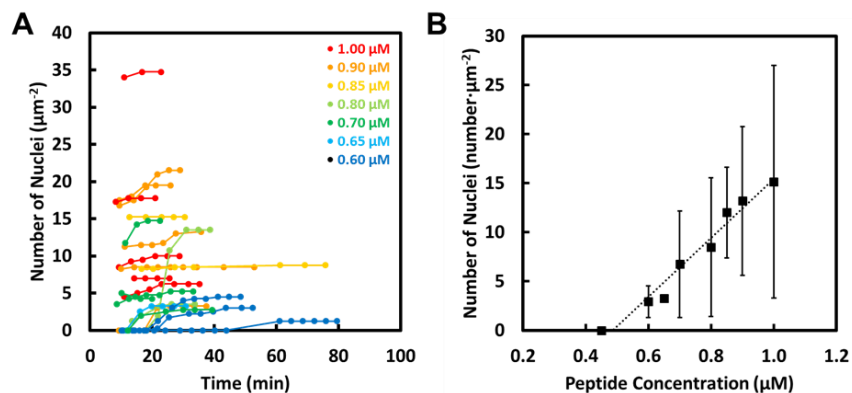 A
Number of Nuclei (μm⁻²)
40
35
30
25
20
15
10
5
0
0 20 40 60 80 100
Time (min)
1.00 μM
0.90 μM
0.85 μM
0.80 μM
0.70 μM
0.65 μM
0.60 μM
B
Number of Nuclei (number·μm⁻²)
30
25
20
15
10
5
0
0.2 0.4 0.6 0.8 1.0 1.2
Peptide Concentration (μM)